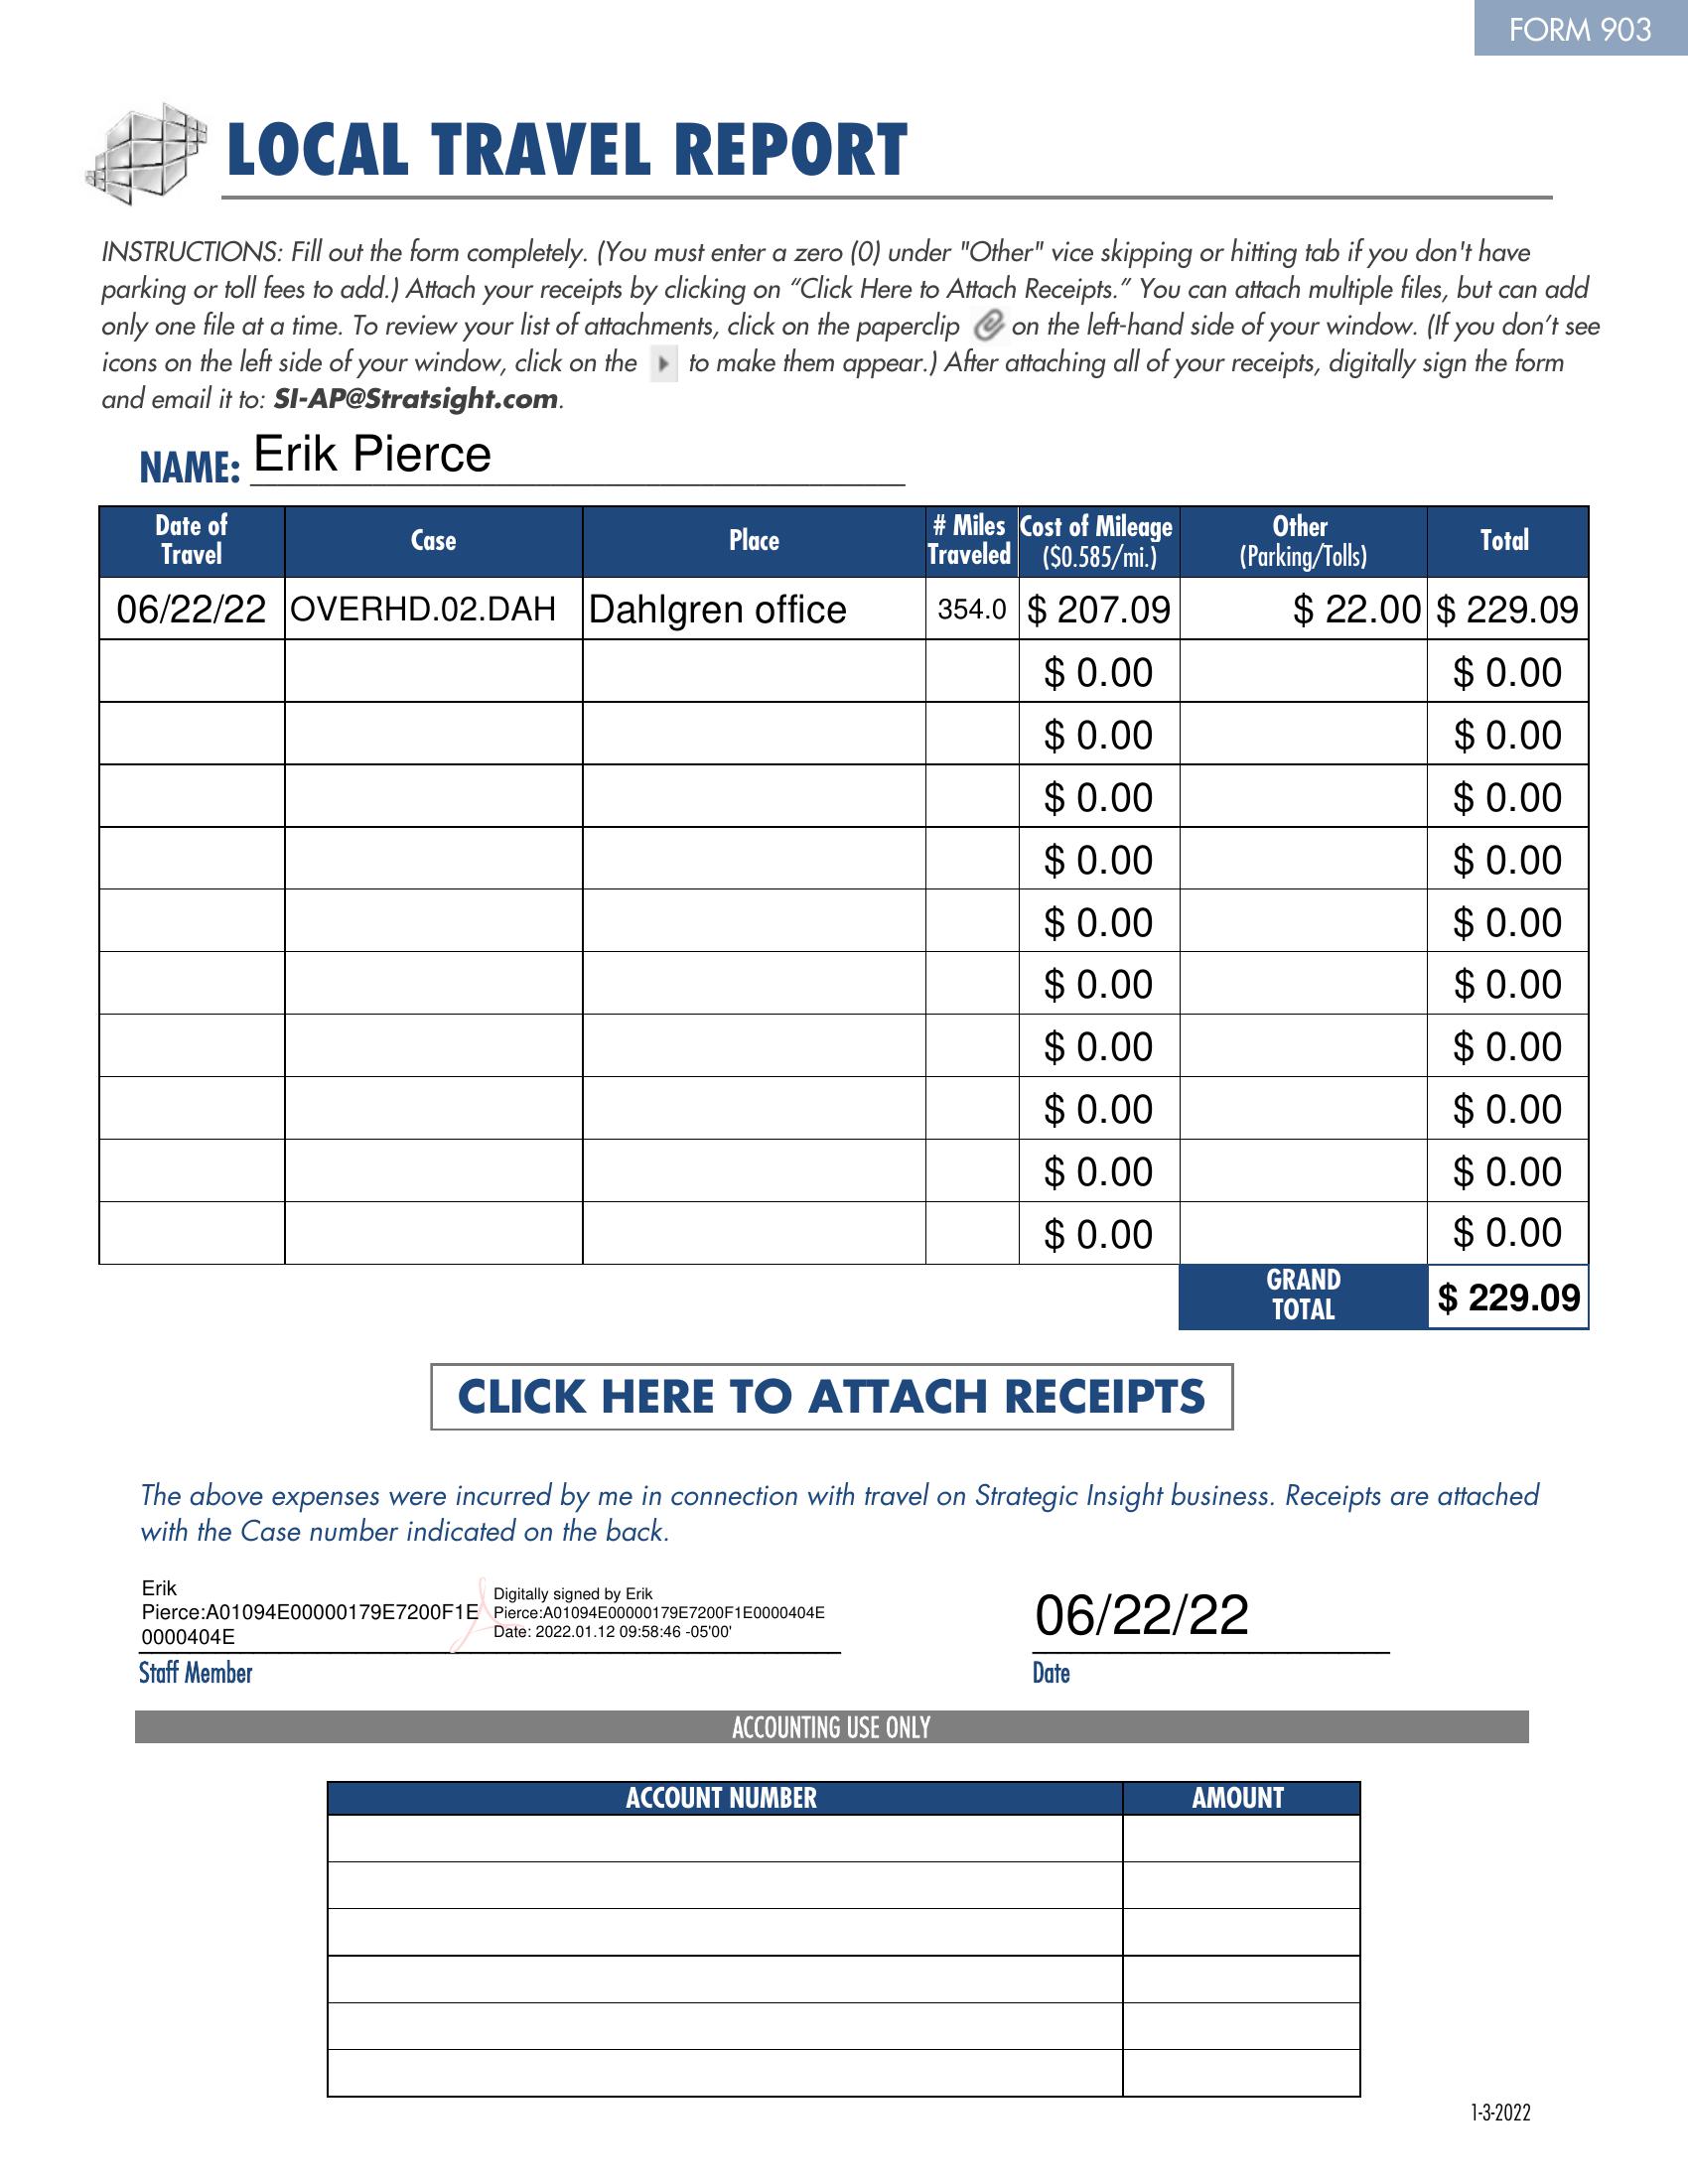 FORM 903
LOCAL TRAVEL REPORT
INSTRUCTIONS: Fill out the form completely. (You must enter a zero (0) under "Other" vice skipping or hitting tab if you don't have
parking or toll fees to add.) Attach your receipts by clicking on “Click Here to Attach Receipts.” You can attach multiple files, but can add
only one file at a time. To review your list of attachments, click on the paperclip on the left-hand side of your window. (If you don’t see
icons on the left side of your window, click on the to make them appear.) After attaching all of your receipts, digitally sign the form
and email it to: SI-AP@Stratsight.com.
NAME: Erik Pierce
Date of Travel Case Place # Miles Traveled Cost of Mileage ($0.585/mi.) Other (Parking/Tolls) Total
06/22/22 OVERHD.02.DAH Dahlgren office 354.0 $ 207.09 $ 22.00 $ 229.09
$ 0.00 $ 0.00
$ 0.00 $ 0.00
$ 0.00 $ 0.00
$ 0.00 $ 0.00
$ 0.00 $ 0.00
$ 0.00 $ 0.00
$ 0.00 $ 0.00
$ 0.00 $ 0.00
$ 0.00 $ 0.00
$ 0.00 $ 0.00
GRAND TOTAL $ 229.09
CLICK HERE TO ATTACH RECEIPTS
The above expenses were incurred by me in connection with travel on Strategic Insight business. Receipts are attached
with the Case number indicated on the back.
Erik
Pierce:A01094E00000179E7200F1E
0000404E
Digitally signed by Erik
Pierce:A01094E00000179E7200F1E0000404E
Date: 2022.01.12 09:58:46 -05'00'
06/22/22
Staff Member Date
ACCOUNTING USE ONLY
ACCOUNT NUMBER AMOUNT
1-3-2022